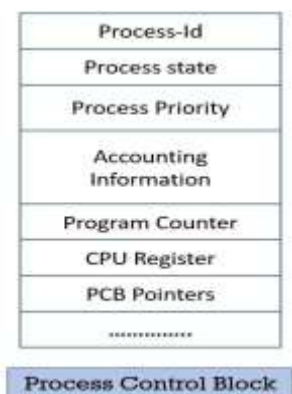 Process-Id
Process state
Process Priority
Accounting
Information
Program Counter
CPU Register
PCB Pointers
..............
Process Control Block